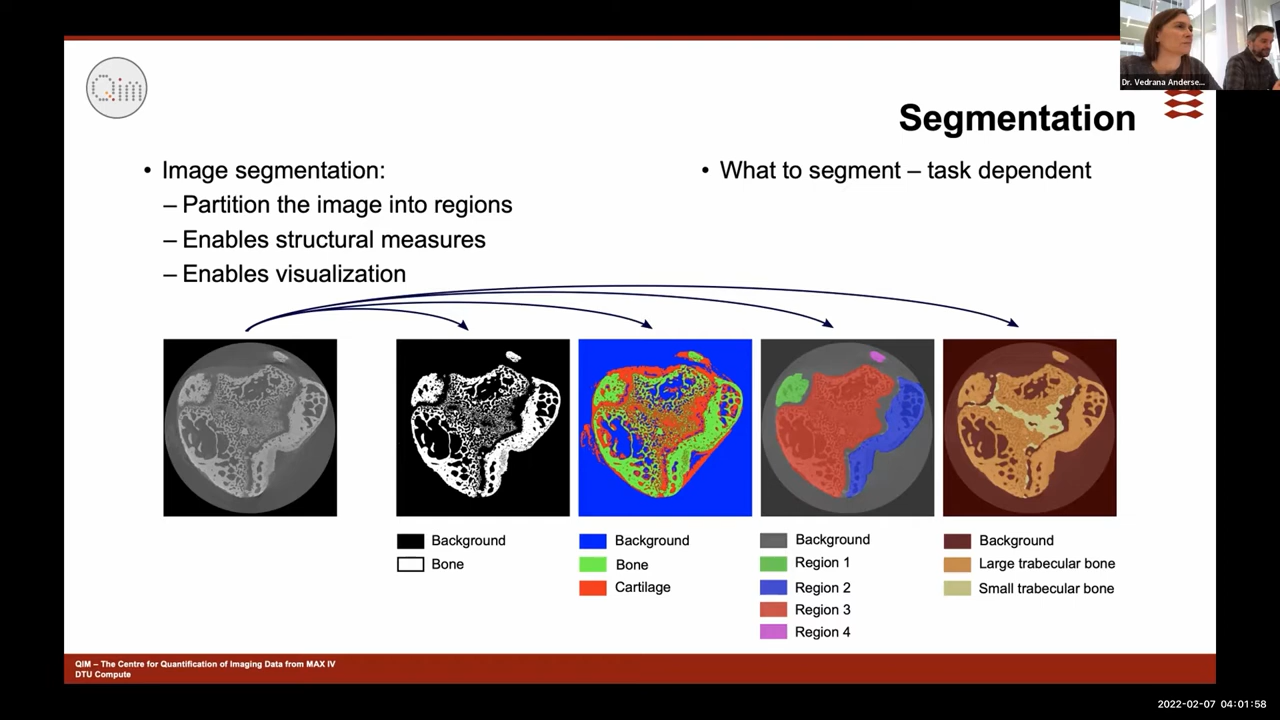 Qim
Dr. Vedrana Anderse...
Segmentation
• Image segmentation:
– Partition the image into regions
– Enables structural measures
– Enables visualization
• What to segment – task dependent
Background
Bone
Background
Bone
Cartilage
Background
Region 1
Region 2
Region 3
Region 4
Background
Large trabecular bone
Small trabecular bone
QIM – The Centre for Quantification of Imaging Data from MAX IV
DTU Compute
2022-02-07 04:01:58